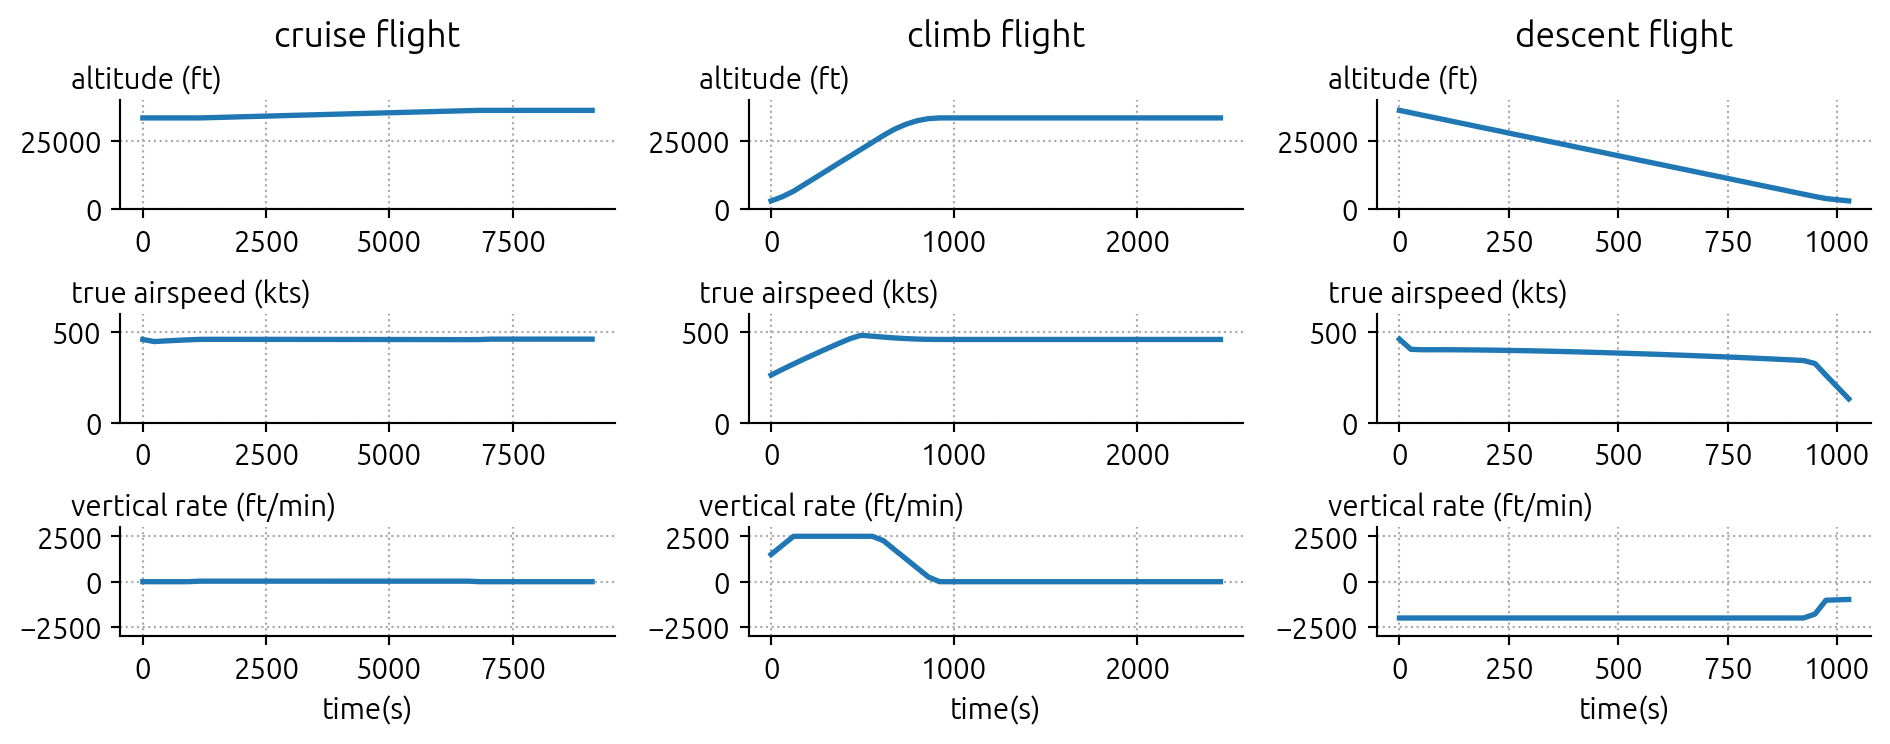 cruise flight
climb flight
descent flight
altitude (ft)
altitude (ft)
altitude (ft)
25000
25000
25000
0
0
0
0 2500 5000 7500
0 1000 2000
0 250 500 750 1000
true airspeed (kts)
true airspeed (kts)
true airspeed (kts)
500
500
500
0
0
0
0 2500 5000 7500
0 1000 2000
0 250 500 750 1000
vertical rate (ft/min)
vertical rate (ft/min)
vertical rate (ft/min)
2500
2500
2500
0
0
0
−2500
−2500
−2500
0 2500 5000 7500
0 1000 2000
0 250 500 750 1000
time(s)
time(s)
time(s)